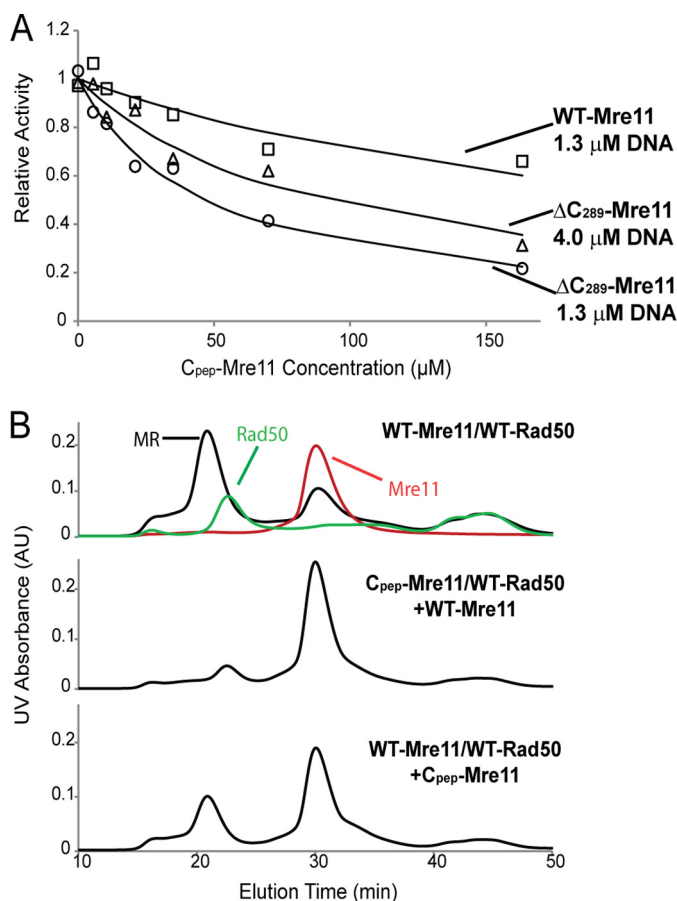 A
Relative Activity
1.2
1
0.8
0.6
0.4
0.2
0
0
50
100
150
Cpep-Mre11 Concentration (µM)
WT-Mre11
1.3 µM DNA
ΔC289-Mre11
4.0 µM DNA
ΔC289-Mre11
1.3 µM DNA
B
UV Absorbance (AU)
0.2
0.1
0
MR
Rad50
Mre11
WT-Mre11/WT-Rad50
0.2
0.1
0
Cpep-Mre11/WT-Rad50
+WT-Mre11
0.2
0.1
0
WT-Mre11/WT-Rad50
+Cpep-Mre11
10
20
30
40
50
Elution Time (min)